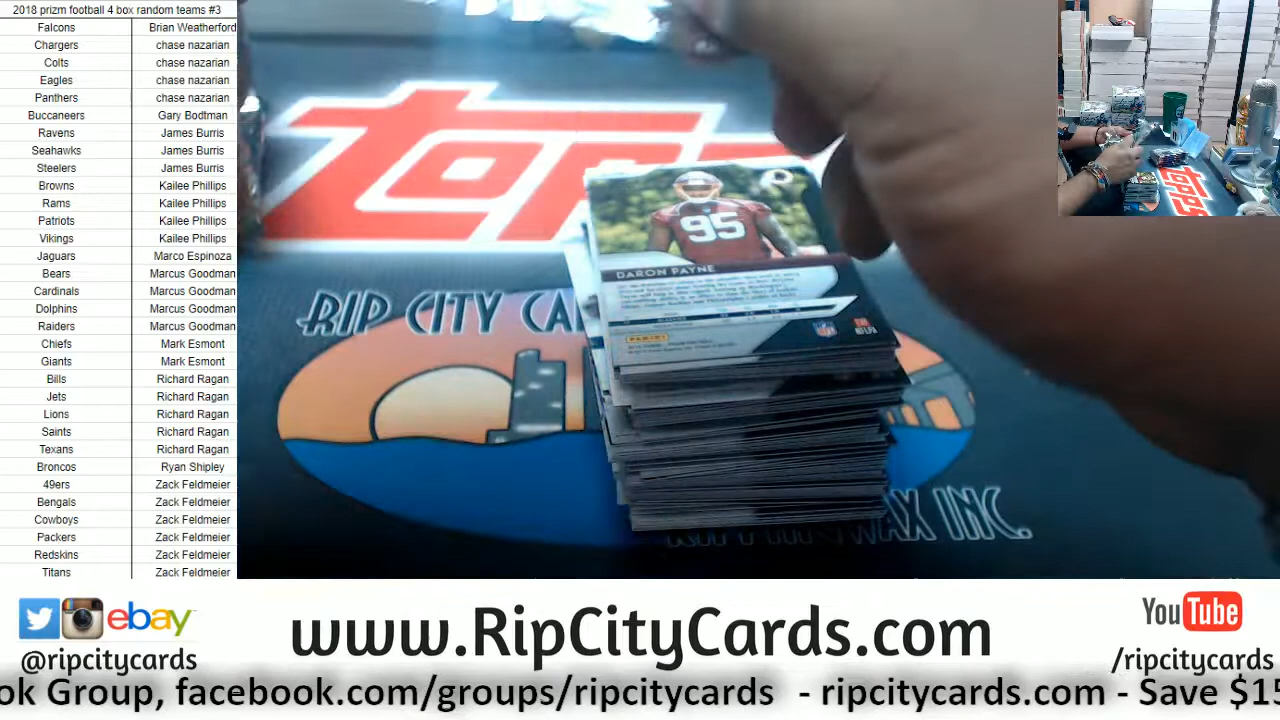 2018 prizm football 4 box random teams #3
Falcons Brian Weatherford
Chargers chase nazarian
Colts chase nazarian
Eagles chase nazarian
Panthers chase nazarian
Buccaneers Gary Bodtman
Ravens James Burris
Seahawks James Burris
Steelers James Burris
Browns Kailee Phillips
Rams Kailee Phillips
Patriots Kailee Phillips
Vikings Kailee Phillips
Jaguars Marco Espinoza
Bears Marcus Goodman
Cardinals Marcus Goodman
Dolphins Marcus Goodman
Raiders Marcus Goodman
Chiefs Mark Esmont
Giants Mark Esmont
Bills Richard Ragan
Jets Richard Ragan
Lions Richard Ragan
Saints Richard Ragan
Texans Richard Ragan
Broncos Ryan Shipley
49ers Zack Feldmeier
Bengals Zack Feldmeier
Cowboys Zack Feldmeier
Packers Zack Feldmeier
Redskins Zack Feldmeier
Titans Zack Feldmeier
topps
95
DARON PAYNE
PANINI
NFL
RIP CITY CA
WAX INC.
topps
ebay
@ripcitycards
www.RipCityCards.com
YouTube
/ripcitycards
ok Group, facebook.com/groups/ripcitycards - ripcitycards.com - Save $15